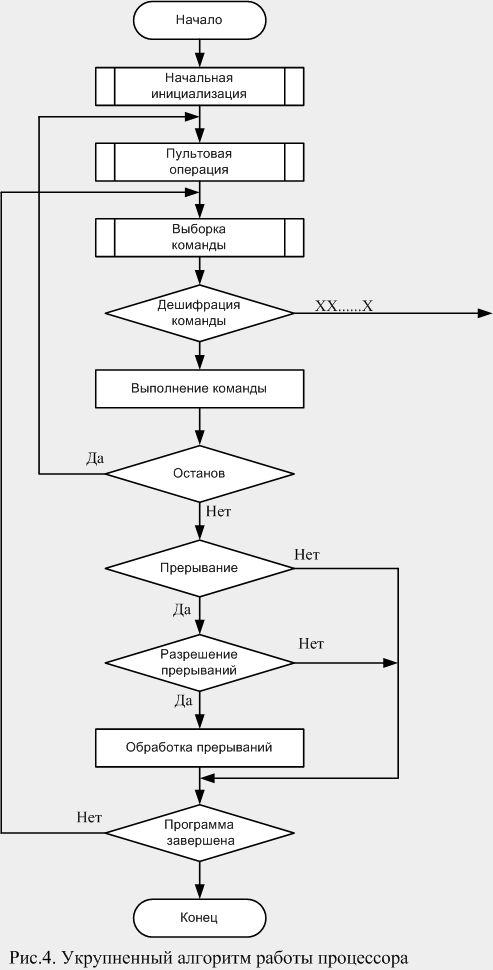 Начало
Начальная
инициализация
Пультовая
операция
Выборка
команды
Дешифрация
команды
XX......X
Выполнение команды
Да
Останов
Нет
Прерывание
Нет
Да
Разрешение
прерываний
Нет
Да
Обработка прерываний
Нет
Программа
завершена
Конец
Рис.4. Укрупненный алгоритм работы процессора